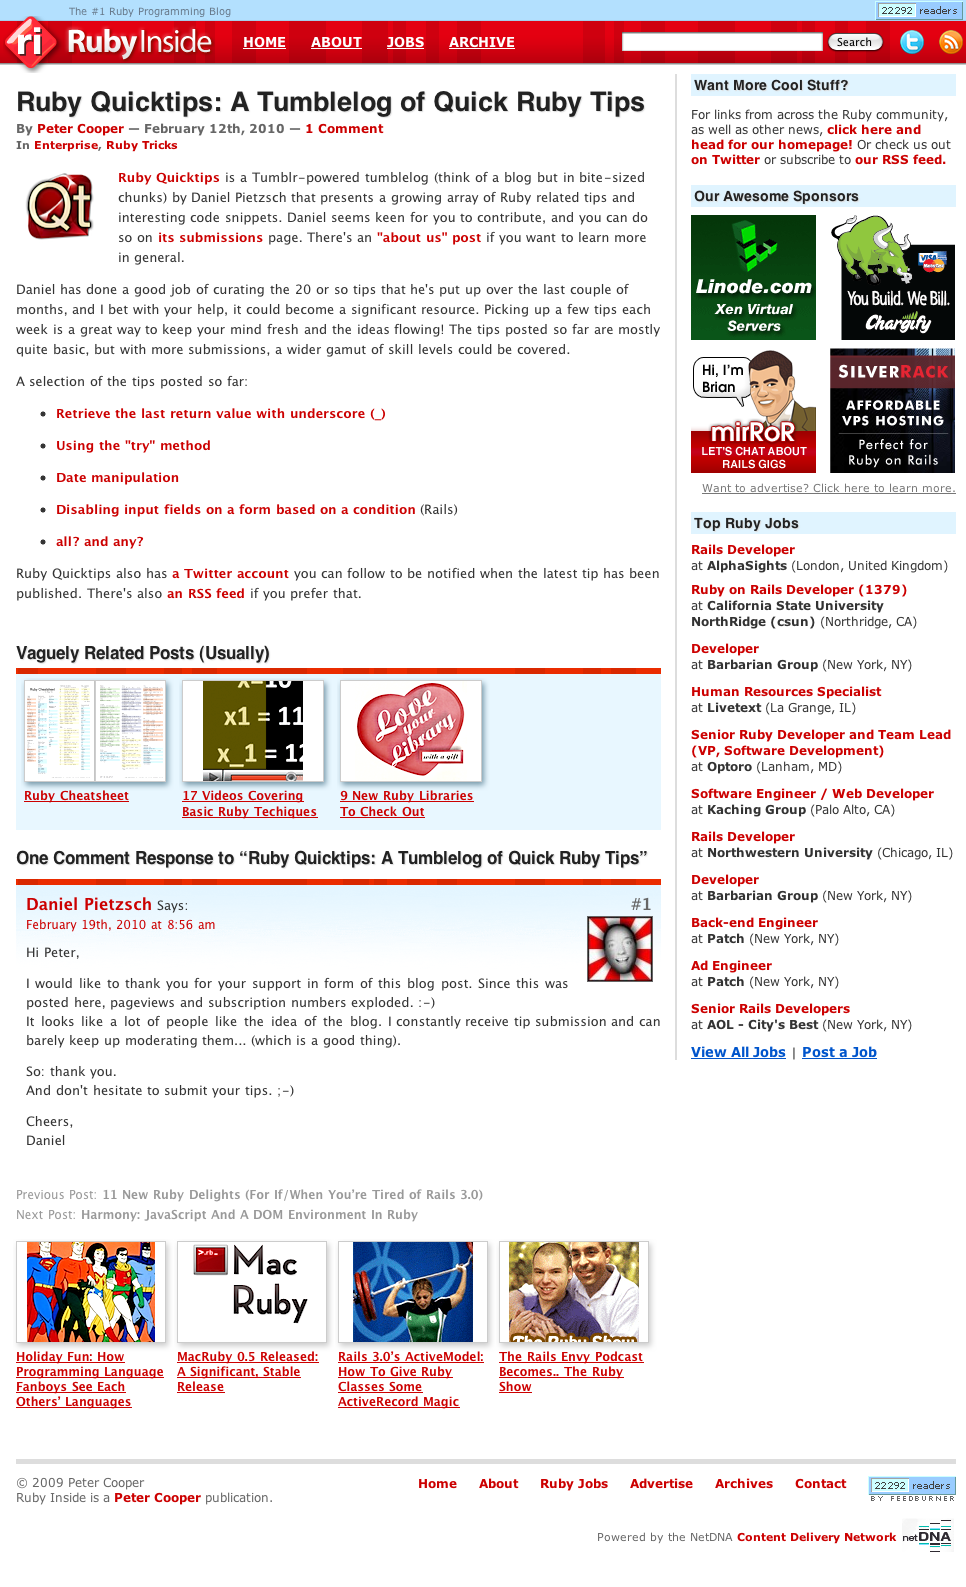 The #1 Ruby Programming Blog
22292 readers
ri RubyInside
HOME ABOUT JOBS ARCHIVE
Search
Ruby Quicktips: A Tumblelog of Quick Ruby Tips
By Peter Cooper — February 12th, 2010 — 1 Comment
In Enterprise, Ruby Tricks
Qt
Ruby Quicktips is a Tumblr-powered tumblelog (think of a blog but in bite-sized
chunks) by Daniel Pietzsch that presents a growing array of Ruby related tips and
interesting code snippets. Daniel seems keen for you to contribute, and you can do
so on its submissions page. There's an "about us" post if you want to learn more
in general.
Daniel has done a good job of curating the 20 or so tips that he's put up over the last couple of
months, and I bet with your help, it could become a significant resource. Picking up a few tips each
week is a great way to keep your mind fresh and the ideas flowing! The tips posted so far are mostly
quite basic, but with more submissions, a wider gamut of skill levels could be covered.
A selection of the tips posted so far:
Retrieve the last return value with underscore (_)
Using the "try" method
Date manipulation
Disabling input fields on a form based on a condition (Rails)
all? and any?
Ruby Quicktips also has a Twitter account you can follow to be notified when the latest tip has been
published. There's also an RSS feed if you prefer that.
Vaguely Related Posts (Usually)
x=10
x1 = 11
x_1 = 12
Love your Library
with a gift
Ruby Cheatsheet
17 Videos Covering
Basic Ruby Techiques
9 New Ruby Libraries
To Check Out
One Comment Response to “Ruby Quicktips: A Tumblelog of Quick Ruby Tips”
Daniel Pietzsch Says:
#1
February 19th, 2010 at 8:56 am
Hi Peter,
I would like to thank you for your support in form of this blog post. Since this was
posted here, pageviews and subscription numbers exploded. :-)
It looks like a lot of people like the idea of the blog. I constantly receive tip submission and can
barely keep up moderating them... (which is a good thing).
So: thank you.
And don't hesitate to submit your tips. ;-)
Cheers,
Daniel
Previous Post: 11 New Ruby Delights (For If/When You're Tired of Rails 3.0)
Next Post: Harmony: JavaScript And A DOM Environment In Ruby
Mac
Ruby
The Ruby Show
Holiday Fun: How
Programming Language
Fanboys See Each
Others' Languages
MacRuby 0.5 Released:
A Significant, Stable
Release
Rails 3.0's ActiveModel:
How To Give Ruby
Classes Some
ActiveRecord Magic
The Rails Envy Podcast
Becomes.. The Ruby
Show
Want More Cool Stuff?
For links from across the Ruby community,
as well as other news, click here and
head for our homepage! Or check us out
on Twitter or subscribe to our RSS feed.
Our Awesome Sponsors
Linode.com
Xen Virtual
Servers
VISA
MasterCard
You Build. We Bill.
Chargify
Hi, I'm
Brian
mirRoR
LET'S CHAT ABOUT
RAILS GIGS
SILVERRACK
AFFORDABLE
VPS HOSTING
Perfect for
Ruby on Rails
Want to advertise? Click here to learn more.
Top Ruby Jobs
Rails Developer
at AlphaSights (London, United Kingdom)
Ruby on Rails Developer (1379)
at California State University
NorthRidge (csun) (Northridge, CA)
Developer
at Barbarian Group (New York, NY)
Human Resources Specialist
at Livetext (La Grange, IL)
Senior Ruby Developer and Team Lead
(VP, Software Development)
at Optoro (Lanham, MD)
Software Engineer / Web Developer
at Kaching Group (Palo Alto, CA)
Rails Developer
at Northwestern University (Chicago, IL)
Developer
at Barbarian Group (New York, NY)
Back-end Engineer
at Patch (New York, NY)
Ad Engineer
at Patch (New York, NY)
Senior Rails Developers
at AOL - City's Best (New York, NY)
View All Jobs | Post a Job
© 2009 Peter Cooper
Ruby Inside is a Peter Cooper publication.
Home About Ruby Jobs Advertise Archives Contact
22292 readers
BY FEEDBURNER
Powered by the NetDNA Content Delivery Network
netDNA